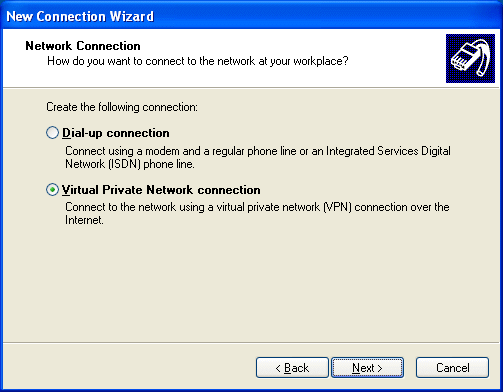 New Connection Wizard
Network Connection
How do you want to connect to the network at your workplace?
Create the following connection:
Dial-up connection
Connect using a modem and a regular phone line or an Integrated Services Digital
Network (ISDN) phone line.
Virtual Private Network connection
Connect to the network using a virtual private network (VPN) connection over the
Internet.
< Back
Next >
Cancel